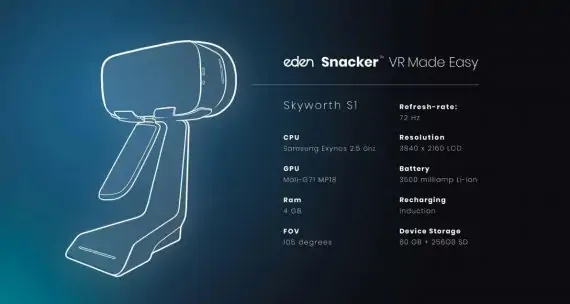 eden Snacker™ VR Made Easy
Skyworth S1
Refresh-rate:
72 Hz
CPU
Samsung Exynos 2.5 Ghz
Resolution
3840 x 2160 LCD
GPU
Mali-G71 MP18
Battery
3500 milliamp Li-ion
Ram
4 GB
Recharging
Induction
FOV
105 degrees
Device Storage
80 GB + 256GB SD